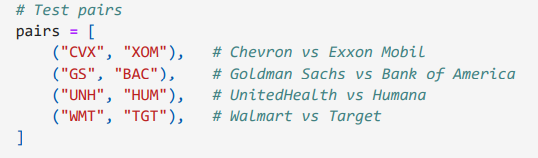 # Test pairs
pairs = [
    ("CVX", "XOM"),   # Chevron vs Exxon Mobil
    ("GS", "BAC"),    # Goldman Sachs vs Bank of America
    ("UNH", "HUM"),   # UnitedHealth vs Humana
    ("WMT", "TGT"),   # Walmart vs Target
]